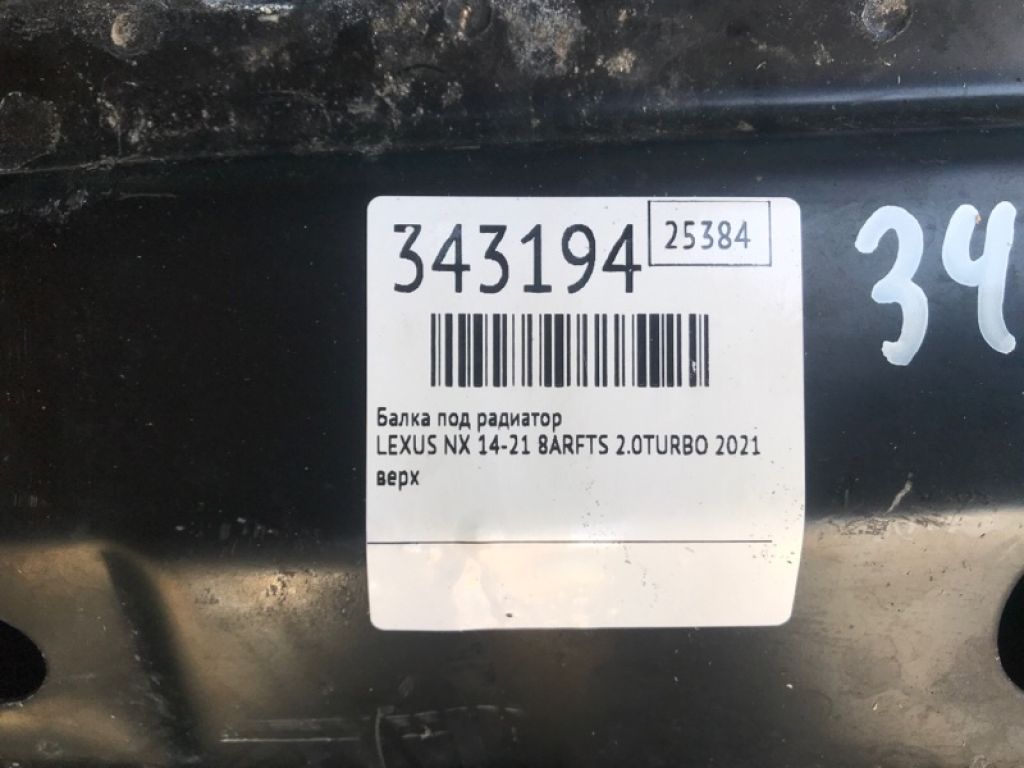 343194
25384
34
Балка под радиатор
LEXUS NX 14-21 8ARFTS 2.0TURBO 2021
верх